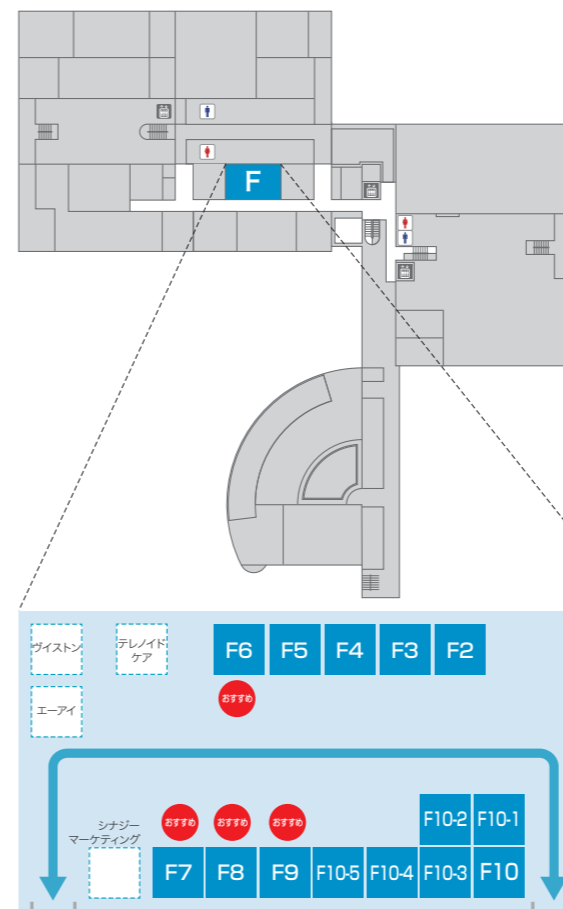 F
ヴイストン
テレノイド
ケア
F6
F5
F4
F3
F2
エーアイ
おすすめ
シナジー
マーケティング
おすすめ
おすすめ
おすすめ
F10-2
F10-1
F7
F8
F9
F10-5
F10-4
F10-3
F10